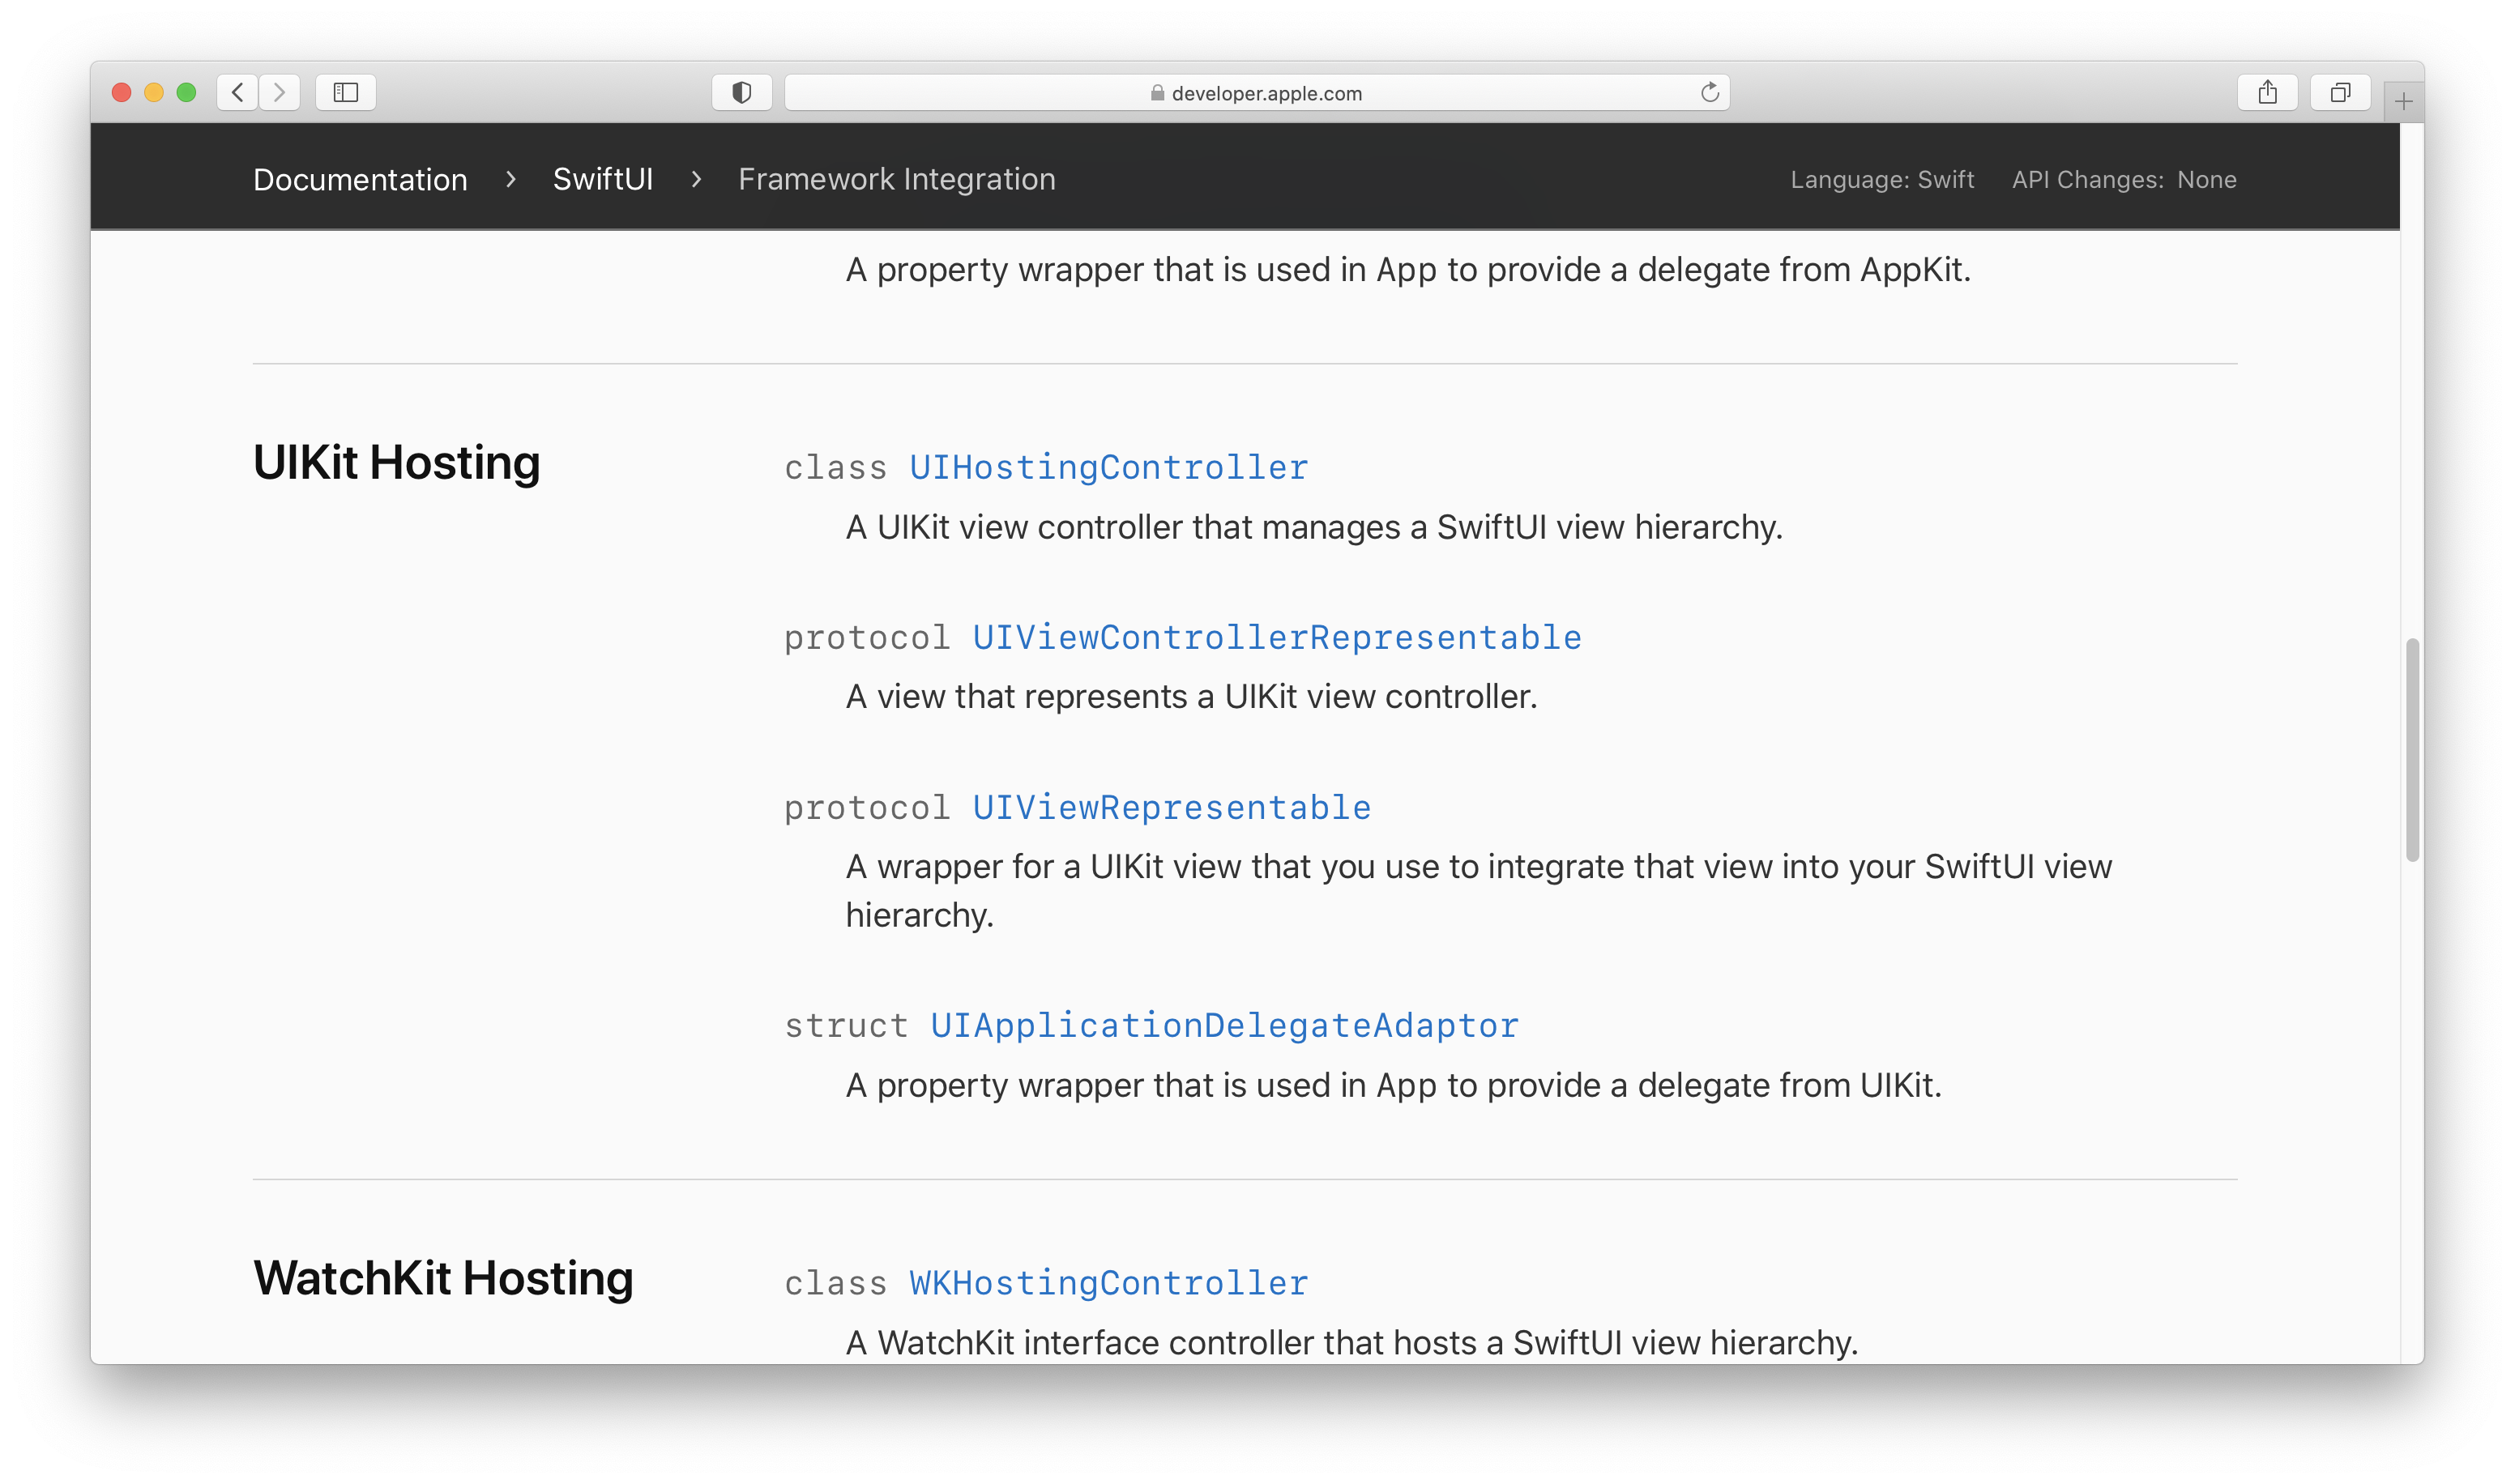 developer.apple.com
Documentation > SwiftUI > Framework Integration
Language: Swift API Changes: None
A property wrapper that is used in App to provide a delegate from AppKit.
UIKit Hosting
class UIHostingController
A UIKit view controller that manages a SwiftUI view hierarchy.
protocol UIViewControllerRepresentable
A view that represents a UIKit view controller.
protocol UIViewRepresentable
A wrapper for a UIKit view that you use to integrate that view into your SwiftUI view
hierarchy.
struct UIApplicationDelegateAdaptor
A property wrapper that is used in App to provide a delegate from UIKit.
WatchKit Hosting
class WKHostingController
A WatchKit interface controller that hosts a SwiftUI view hierarchy.